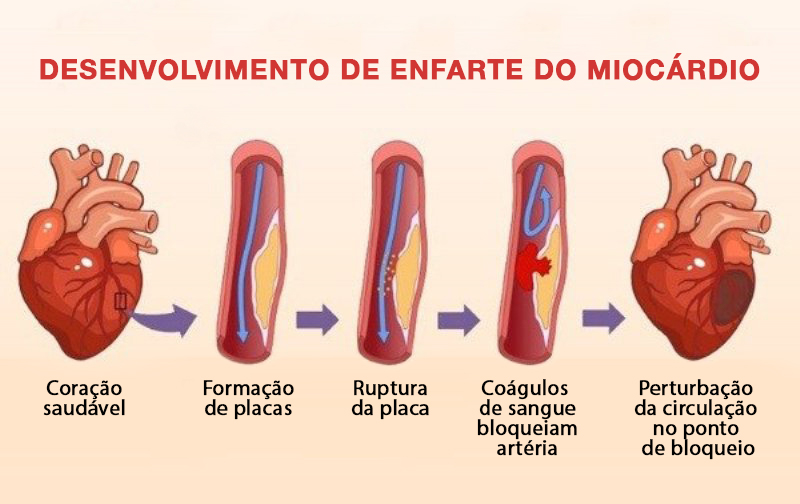 DESENVOLVIMENTO DE ENFARTE DO MIOCÁRDIO
Coração
saudável
Formação
de placas
Ruptura
da placa
Coágulos
de sangue
bloqueiam
artéria
Perturbação
da circulação
no ponto
de bloqueio